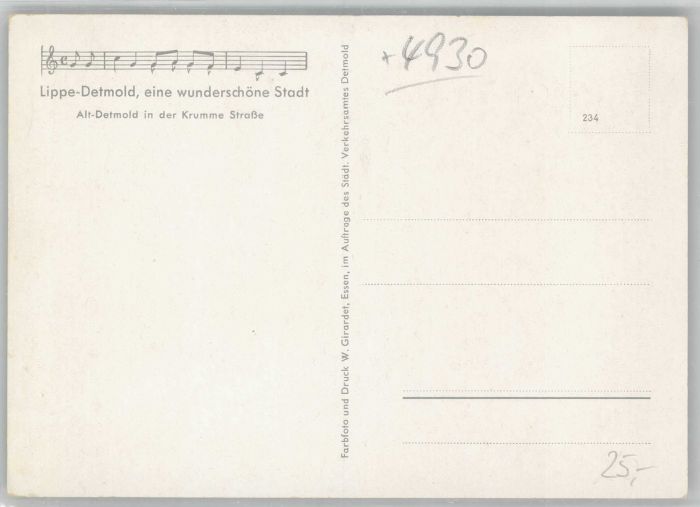 Lippe-Detmold, eine wunderschöne Stadt
Alt-Detmold in der Krumme Straße
Farbfoto und Druck W. Girardet, Essen, im Auftrage des Städt. Verkehrsamtes Detmold
+4930
234
25,-